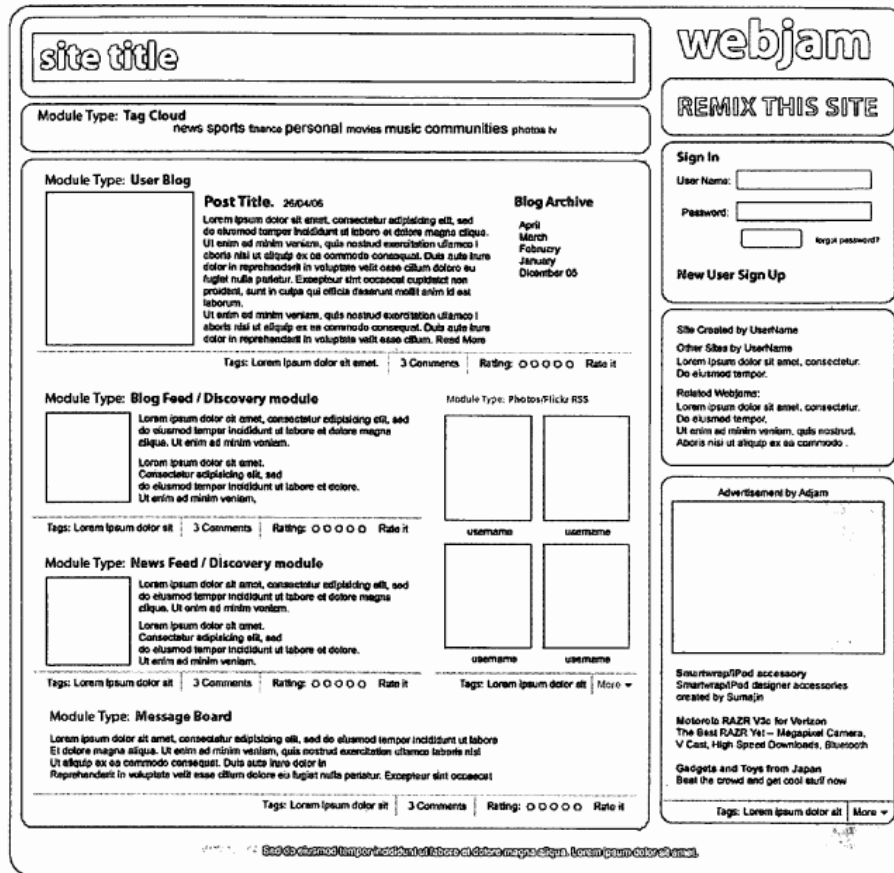 site title
webjam
REMIX THIS SITE
Module Type: Tag Cloud
news sports finance personal movies music communities photos tv
Module Type: User Blog
Post Title. 26/04/06
Lorem ipsum dolor sit amet, consectetur adipisicing elit, sed
do eiusmod tempor incididunt ut labore et dolore magna aliqua.
Ut enim ad minim veniam, quis nostrud exercitation ullamco l
aboris nisi ut aliquip ex ea commodo consequat. Duis aute irure
dolor in reprehenderit in voluptate velit esse cillum dolore eu
fugiat nulla pariatur. Excepteur sint occaecat cupidatat non
proident, sunt in culpa qui officia deserunt mollit anim id est
laborum.
Ut enim ad minim veniam, quis nostrud exercitation ullamco l
aboris nisi ut aliquip ex ea commodo consequat. Duis aute irure
dolor in reprehenderit in voluptate velit esse cillum. Read More
Blog Archive
April
March
February
January
Dicember 05
Tags: Lorem ipsum dolor sit amet. 3 Comments Rating: Rate it
Module Type: Blog Feed / Discovery module
Lorem ipsum dolor sit amet, consectetur adipisicing elit, sed
do eiusmod tempor incididunt ut labore et dolore magna
aliqua. Ut enim ad minim veniam.
Lorem ipsum dolor sit amet.
Consectetur adipisicing elit, sed
do eiusmod tempor incididunt ut labore et dolore.
Ut enim ad minim veniam,
Tags: Lorem ipsum dolor sit 3 Comments Rating: Rate it
Module Type: News Feed / Discovery module
Lorem ipsum dolor sit amet, consectetur adipisicing elit, sed
do eiusmod tempor incididunt ut labore et dolore magna
aliqua. Ut enim ad minim veniam.
Lorem ipsum dolor sit amet.
Consectetur adipisicing elit, sed
do eiusmod tempor incididunt ut labore et dolore.
Ut enim ad minim veniam.
Tags: Lorem ipsum dolor sit 3 Comments Rating: Rate it
Module Type: Photos/Flickr RSS
username username
username username
Tags: Lorem ipsum dolor sit More
Module Type: Message Board
Lorem ipsum dolor sit amet, consectetur adipisicing elit, sed do eiusmod tempor incididunt ut labore
Et dolore magna aliqua. Ut enim ad minim veniam, quis nostrud exercitation ullamco laboris nisi
Ut aliquip ex ea commodo consequat. Duis aute irure dolor in
Reprehenderit in voluptate velit esse cillum dolore eu fugiat nulla pariatur. Excepteur sint occaecat
Tags: Lorem ipsum dolor sit 3 Comments Rating: Rate it
Sign In
User Name:
Password:
forgot password?
New User Sign Up
Site Created by UserName
Other Sites by UserName
Lorem ipsum dolor sit amet, consectetur.
Do eiusmod tempor.
Related Webjams:
Lorem ipsum dolor sit amet, consectetur.
Do eiusmod tempor.
Ut enim ad minim veniam, quis nostrud.
Aboris nisi ut aliquip ex ea commodo .
Advertisement by Adjam
Smartwrap/iPod accessory
Smartwrap/iPod designer accessories
created by Sumajin
Motorola RAZR V3c for Verizon
The Best RAZR Yet – Megapixel Camera,
V Cast, High Speed Downloads, Bluetooth
Gadgets and Toys from Japan
Beat the crowd and get cool stuff now
Tags: Lorem ipsum dolor sit More
Sed do eiusmod tempor incididunt ut labore et dolore magna aliqua. Lorem ipsum dolor sit amet.